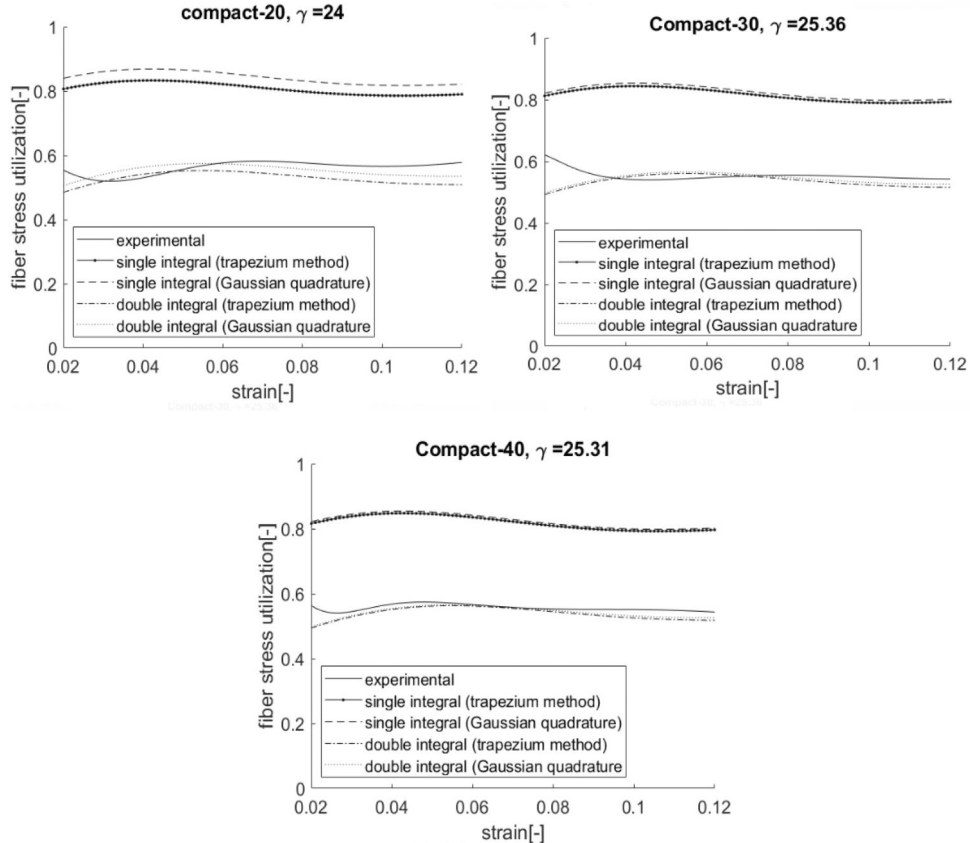 compact-20, γ =24
fiber stress utilization[-]
1
0.8
0.6
0.4
0.2
0
experimental
single integral (trapezium method)
single integral (Gaussian quadrature)
double integral (trapezium method)
double integral (Gaussian quadrature
0.02 0.04 0.06 0.08 0.1 0.12
strain[-]
Compact-30, γ =25.36
fiber stress utilization[-]
1
0.8
0.6
0.4
0.2
0
experimental
single integral (trapezium method)
single integral (Gaussian quadrature)
double integral (trapezium method)
double integral (Gaussian quadrature
0.02 0.04 0.06 0.08 0.1 0.12
strain[-]
Compact-30, γ =25.36
Compact-40, γ =25.31
fiber stress utilization[-]
1
0.8
0.6
0.4
0.2
0
experimental
single integral (trapezium method)
single integral (Gaussian quadrature)
double integral (trapezium method)
double integral (Gaussian quadrature
0.02 0.04 0.06 0.08 0.1 0.12
strain[-]